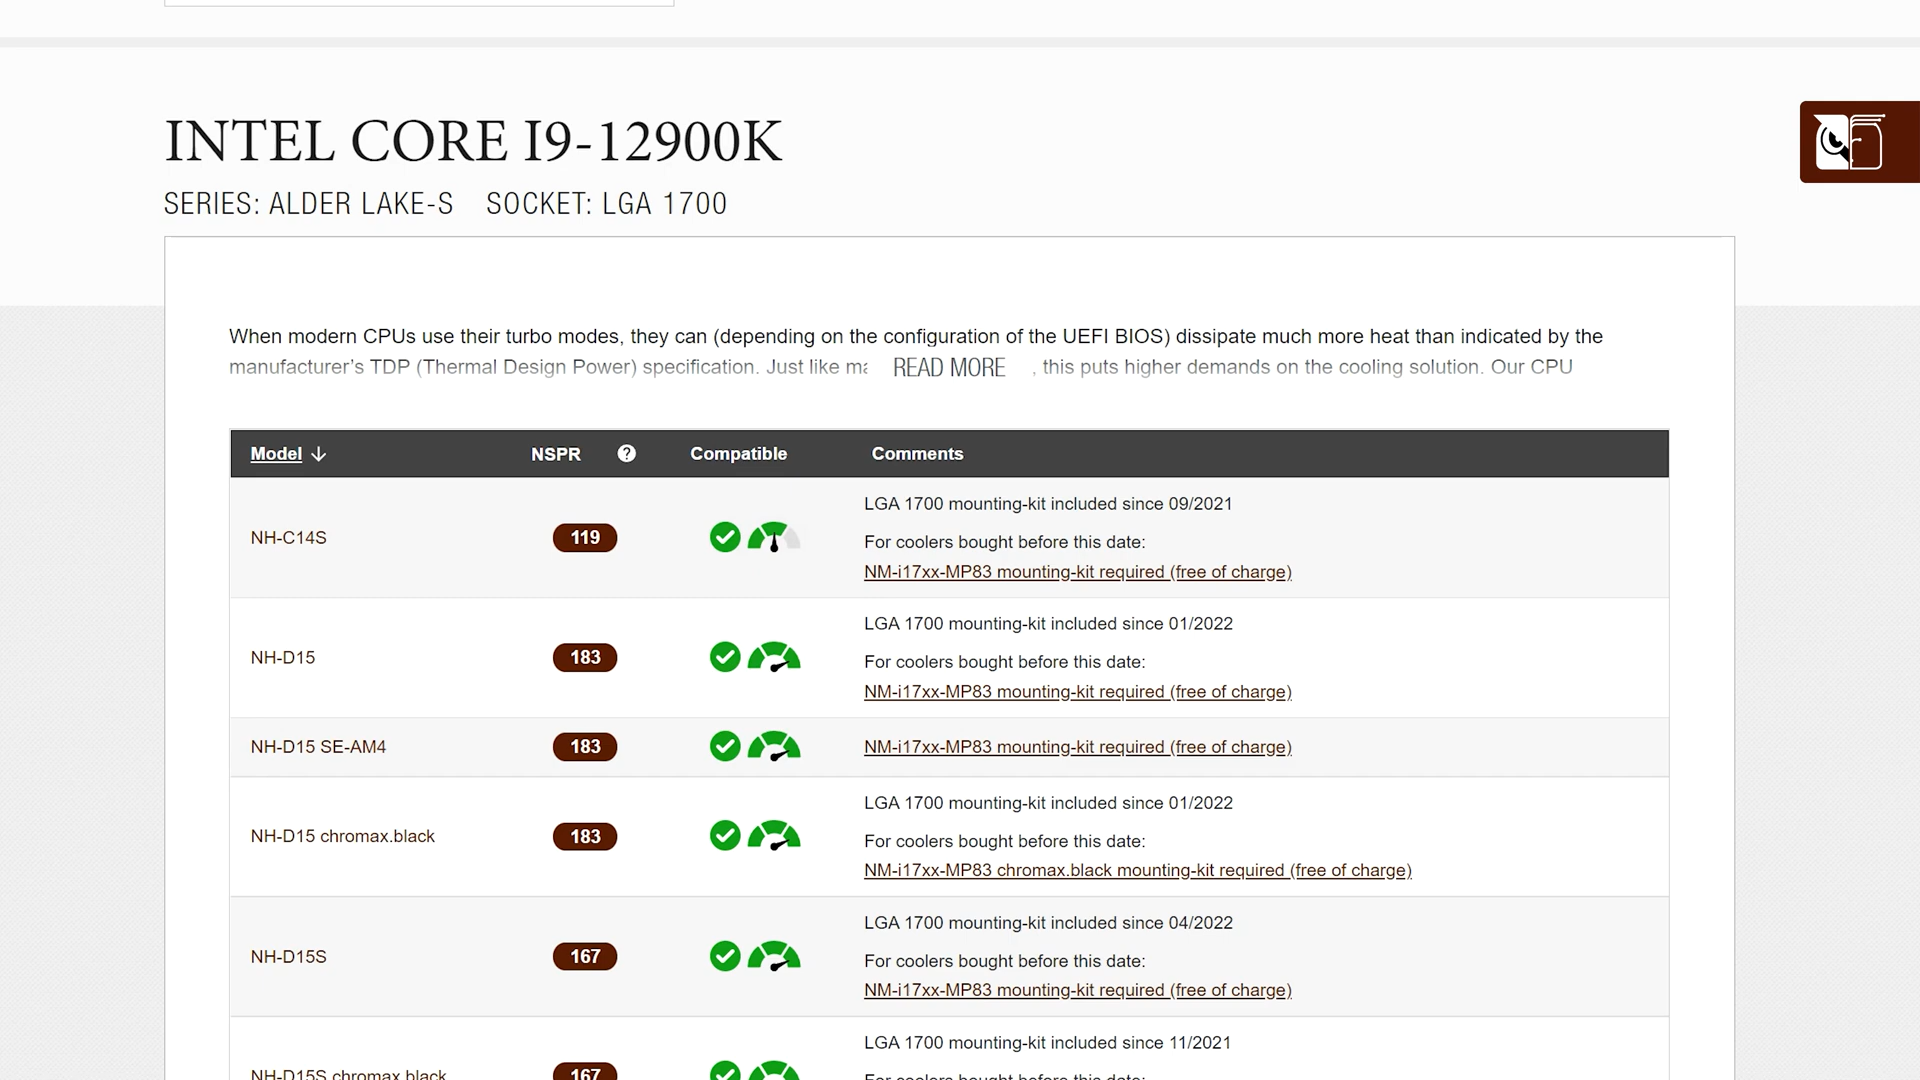 INTEL CORE I9-12900K
SERIES: ALDER LAKE-S SOCKET: LGA 1700
When modern CPUs use their turbo modes, they can (depending on the configuration of the UEFI BIOS) dissipate much more heat than indicated by the
manufacturer's TDP (Thermal Design Power) specification. Just like READ MORE , this puts higher demands on the cooling solution. Our CPU
Model ↓ NSPR ? Compatible Comments
LGA 1700 mounting-kit included since 09/2021
NH-C14S 119 For coolers bought before this date:
NM-i17xx-MP83 mounting-kit required (free of charge)
LGA 1700 mounting-kit included since 01/2022
NH-D15 183 For coolers bought before this date:
NM-i17xx-MP83 mounting-kit required (free of charge)
NH-D15 SE-AM4 183 NM-i17xx-MP83 mounting-kit required (free of charge)
LGA 1700 mounting-kit included since 01/2022
NH-D15 chromax.black 183 For coolers bought before this date:
NM-i17xx-MP83 chromax.black mounting-kit required (free of charge)
LGA 1700 mounting-kit included since 04/2022
NH-D15S 167 For coolers bought before this date:
NM-i17xx-MP83 mounting-kit required (free of charge)
LGA 1700 mounting-kit included since 11/2021
NH-D15S chromax.black 167 For coolers bought before this date: